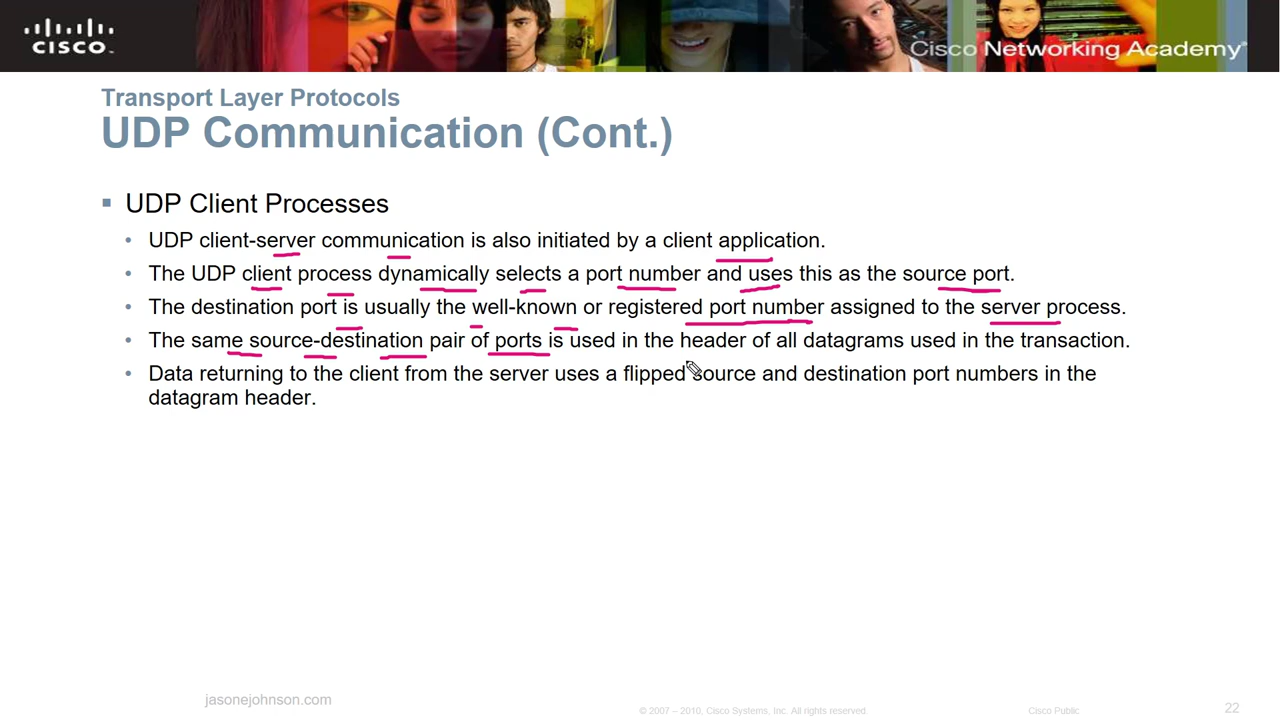 CISCO
Cisco Networking Academy
Transport Layer Protocols
UDP Communication (Cont.)
UDP Client Processes
UDP client-server communication is also initiated by a client application.
The UDP client process dynamically selects a port number and uses this as the source port.
The destination port is usually the well-known or registered port number assigned to the server process.
The same source-destination pair of ports is used in the header of all datagrams used in the transaction.
Data returning to the client from the server uses a flipped source and destination port numbers in the
datagram header.
jasonejohnson.com
© 2007 – 2010, Cisco Systems, Inc. All rights reserved.
Cisco Public
22